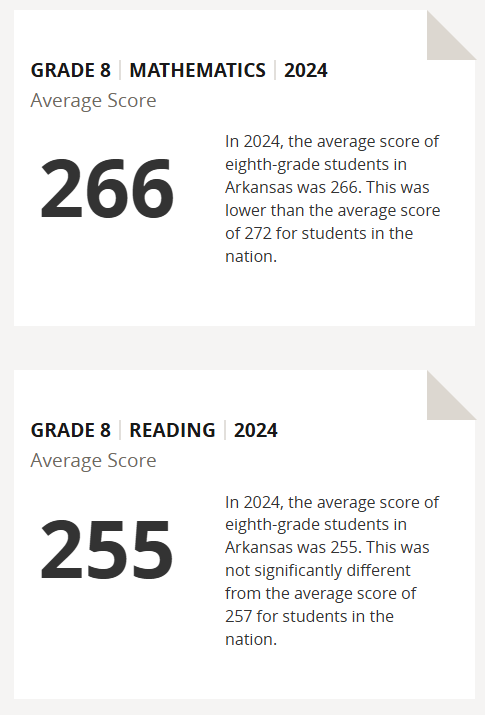 GRADE 8 | MATHEMATICS | 2024
Average Score
266
In 2024, the average score of
eighth-grade students in
Arkansas was 266. This was
lower than the average score
of 272 for students in the
nation.
GRADE 8 | READING | 2024
Average Score
255
In 2024, the average score of
eighth-grade students in
Arkansas was 255. This was
not significantly different
from the average score of
257 for students in the
nation.